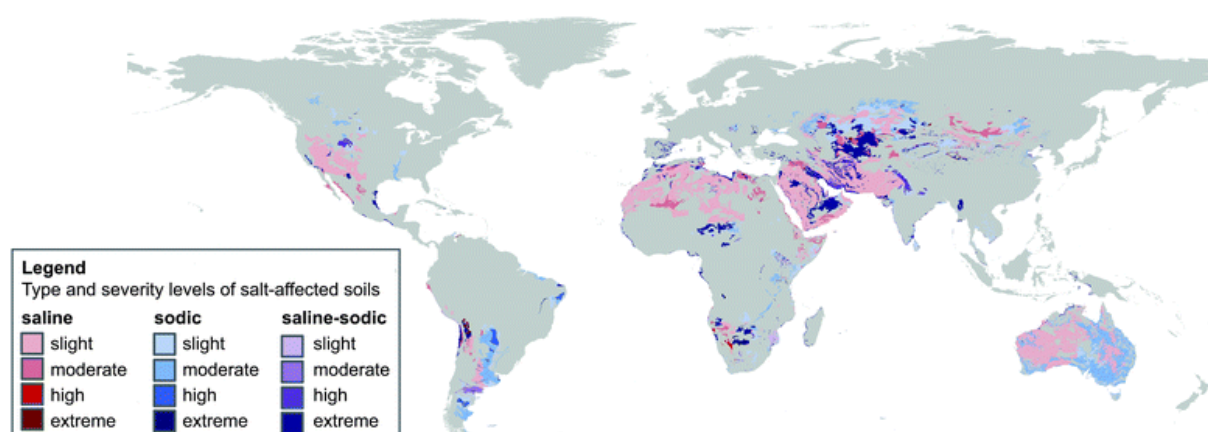 Legend
Type and severity levels of salt-affected soils
saline sodic saline-sodic
slight slight slight
moderate moderate moderate
high high high
extreme extreme extreme